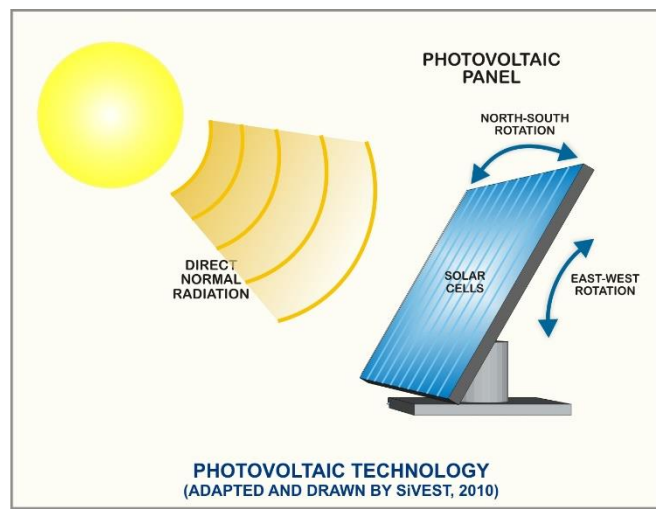 PHOTOVOLTAIC
PANEL
NORTH-SOUTH
ROTATION
DIRECT
NORMAL
RADIATION
SOLAR
CELLS
EAST-WEST
ROTATION
PHOTOVOLTAIC TECHNOLOGY
(ADAPTED AND DRAWN BY SiVEST, 2010)